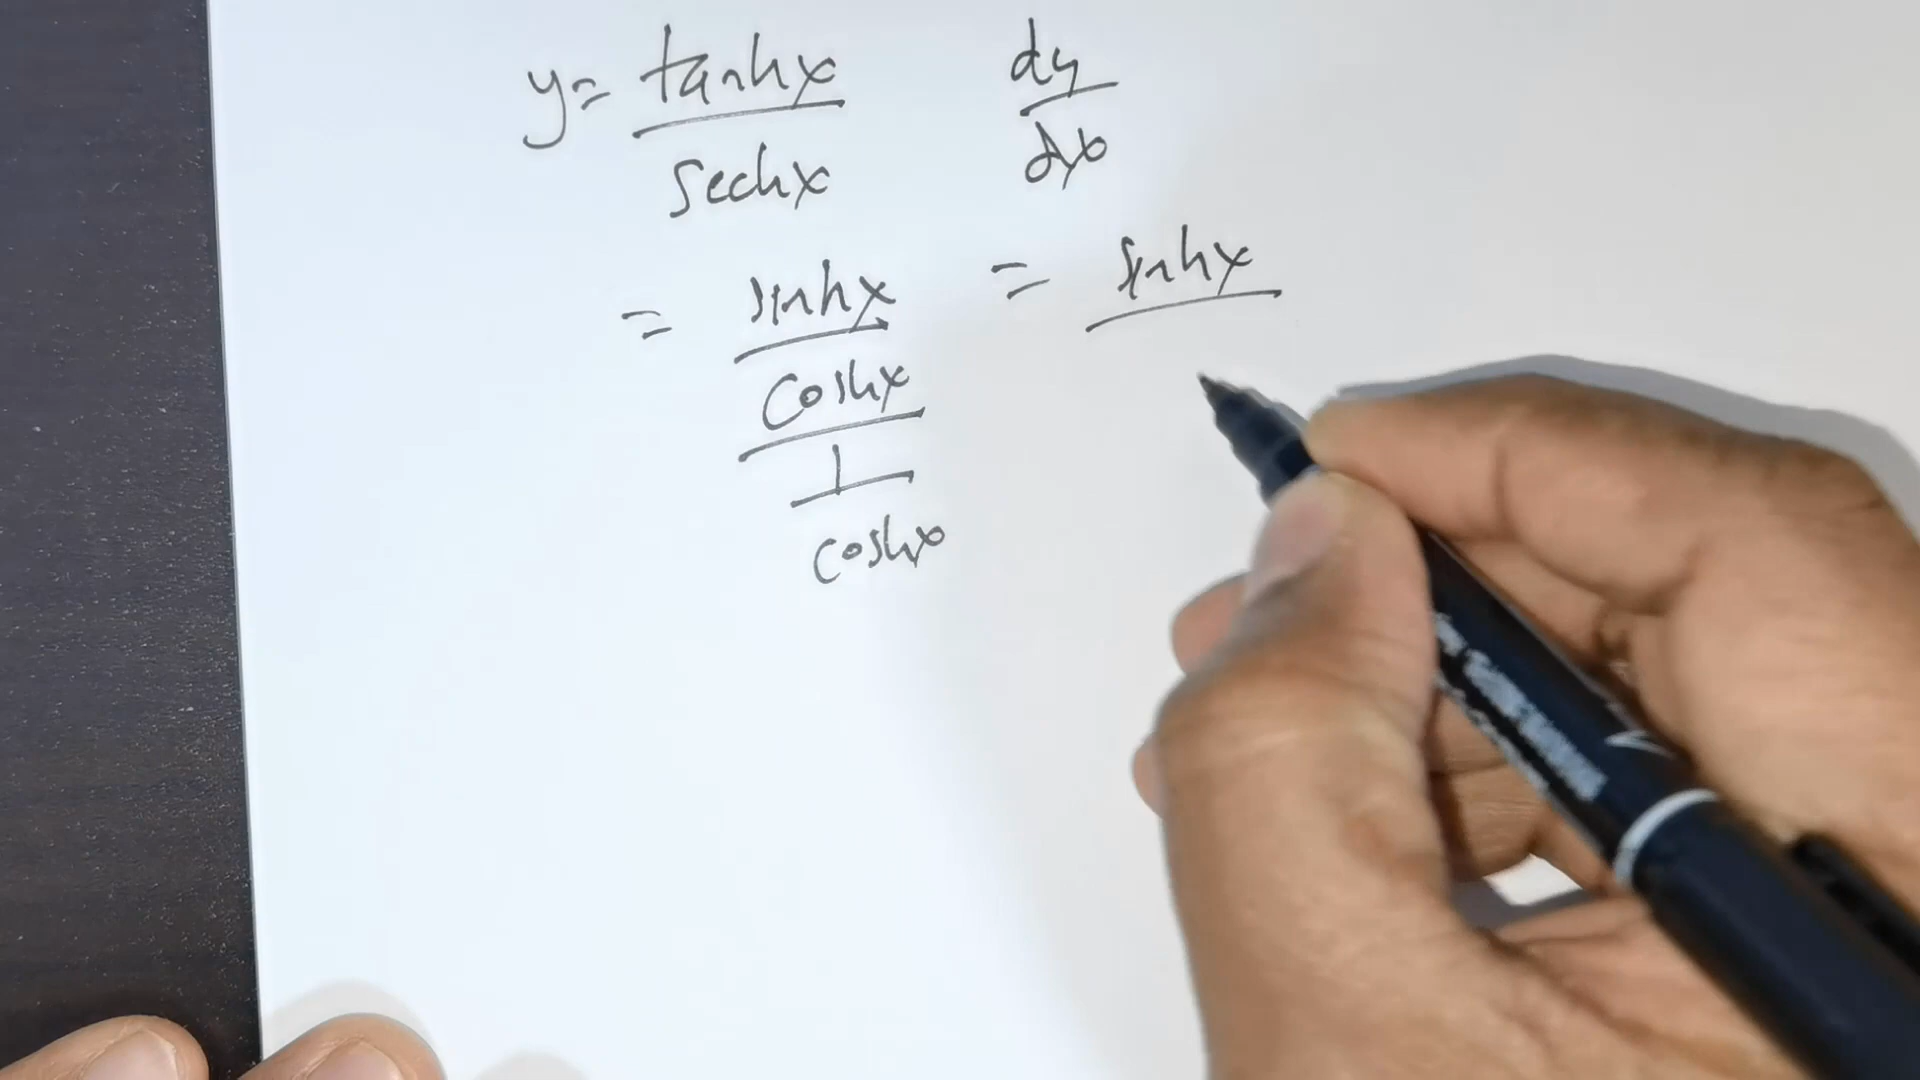 y = tanhx / sechx dy / dx
= sinhx / coshx / 1 / coshx = sinhx /